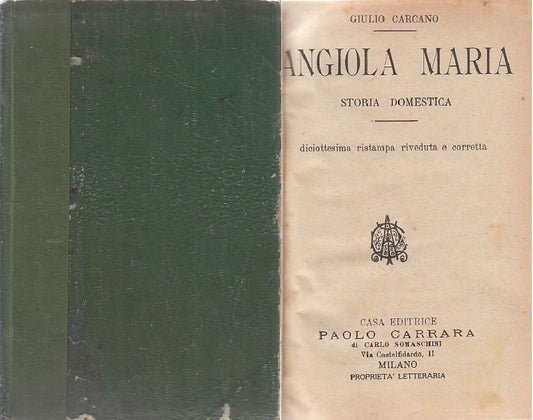 GIULIO CARCANO
ANGIOLA MARIA
STORIA DOMESTICA
diciottesima ristampa riveduta e corretta
CASA EDITRICE
PAOLO CARRARA
di CARLO SOMASCHINI
Via Castelfidardo, 11
MILANO
PROPRIETA' LETTERARIA